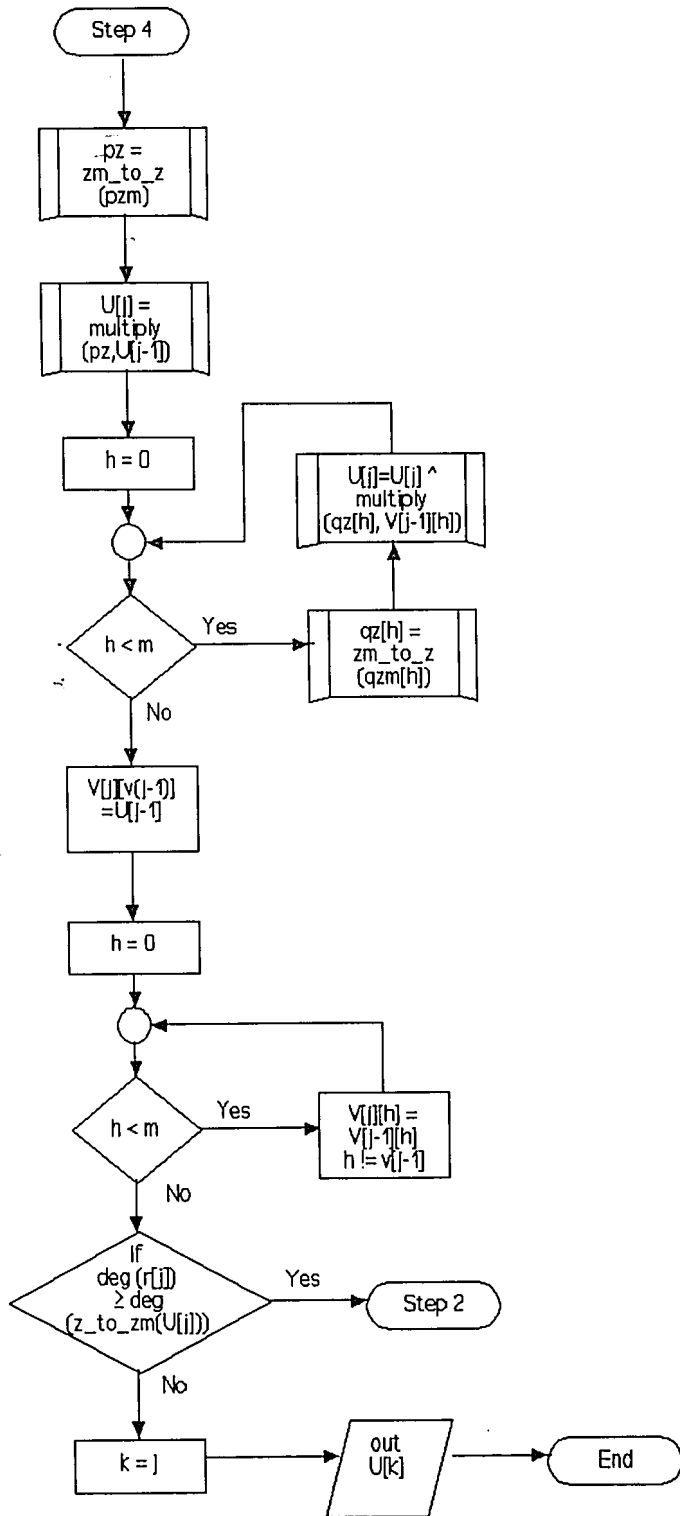 Step 4
pz =
zm_to_z
(pzm)
U[j] =
multiply
(pz,U[j-1])
h = 0
U[j]=U[j] ^
multiply
(qz[h], V[j-1][h])
h < m
Yes
qz[h] =
zm_to_z
(qzm[h])
No
V[j][v(j-1)]
=U[j-1]
h = 0
h < m
Yes
V[j][h] =
V[j-1][h]
h != v[j-1]
No
If
deg (r[j])
≥ deg
(z_to_zm(U[j]))
Yes
Step 2
No
k = j
out
U[k]
End